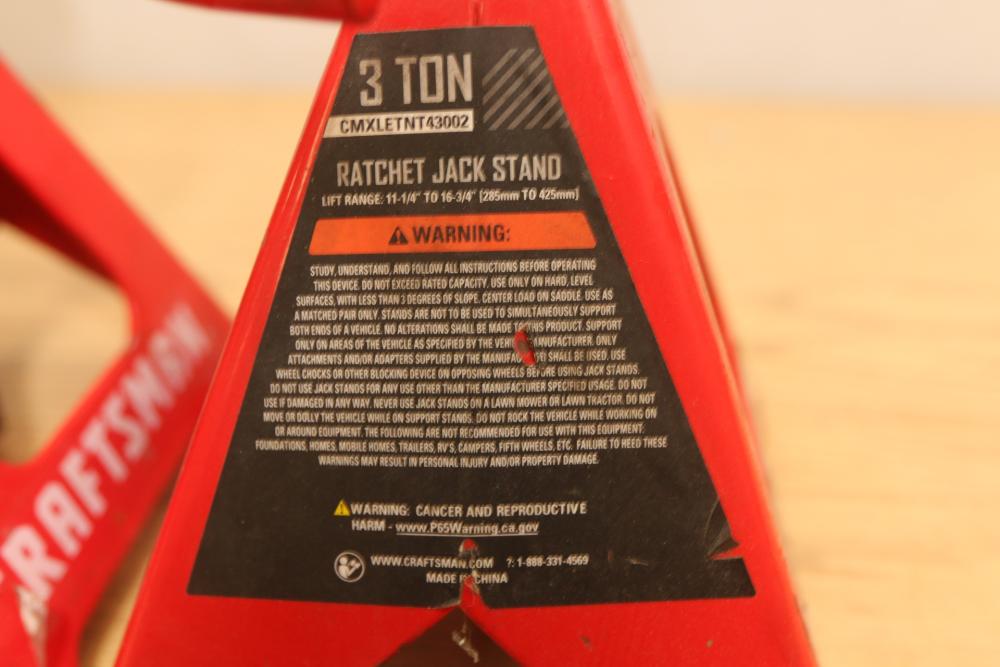 3 TON
CMXLETNT43002
RATCHET JACK STAND
LIFT RANGE: 11-1/4" TO 16-3/4" (285mm TO 425mm)
WARNING:
STUDY, UNDERSTAND, AND FOLLOW ALL INSTRUCTIONS BEFORE OPERATING
THIS DEVICE. DO NOT EXCEED RATED CAPACITY. USE ONLY ON HARD, LEVEL
SURFACES, WITH LESS THAN 3 DEGREES OF SLOPE. CENTER LOAD ON SADDLE. USE AS
A MATCHED PAIR ONLY. STANDS ARE NOT TO BE USED TO SIMULTANEOUSLY SUPPORT
BOTH ENDS OF A VEHICLE. NO ALTERATIONS SHALL BE MADE TO THIS PRODUCT. SUPPORT
ONLY ON AREAS OF THE VEHICLE AS SPECIFIED BY THE VEHICLE MANUFACTURER. ONLY
ATTACHMENTS AND/OR ADAPTERS SUPPLIED BY THE MANUFACTURER SHALL BE USED. USE
WHEEL CHOCKS OR OTHER BLOCKING DEVICE ON OPPOSING WHEELS BEFORE USING JACK STANDS.
DO NOT USE JACK STANDS FOR ANY USE OTHER THAN THE MANUFACTURER SPECIFIED USAGE. DO NOT
USE IF DAMAGED IN ANY WAY. NEVER USE JACK STANDS ON A LAWN MOWER OR LAWN TRACTOR. DO NOT
MOVE OR DOLLY THE VEHICLE WHILE ON SUPPORT STANDS. DO NOT ROCK THE VEHICLE WHILE WORKING ON
OR AROUND EQUIPMENT. THE FOLLOWING ARE NOT RECOMMENDED FOR USE WITH THIS EQUIPMENT:
FOUNDATIONS, HOMES, MOBILE HOMES, TRAILERS, RV'S, CAMPERS, FIFTH WHEELS, ETC. FAILURE TO HEED THESE
WARNINGS MAY RESULT IN PERSONAL INJURY AND/OR PROPERTY DAMAGE.
WARNING: CANCER AND REPRODUCTIVE
HARM - www.P65Warning.ca.gov
WWW.CRAFTSMAN.COM ?: 1-888-331-4569
MADE IN CHINA
CRAFTSMAN